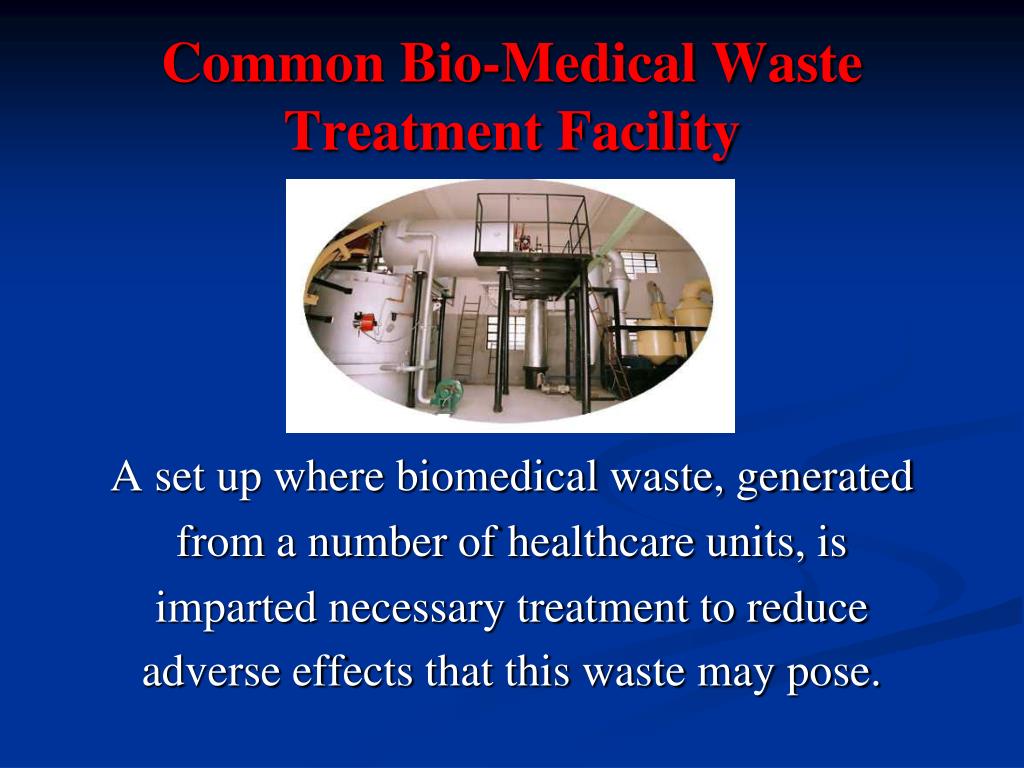 Common Bio-Medical Waste
Treatment Facility
A set up where biomedical waste, generated
from a number of healthcare units, is
imparted necessary treatment to reduce
adverse effects that this waste may pose.